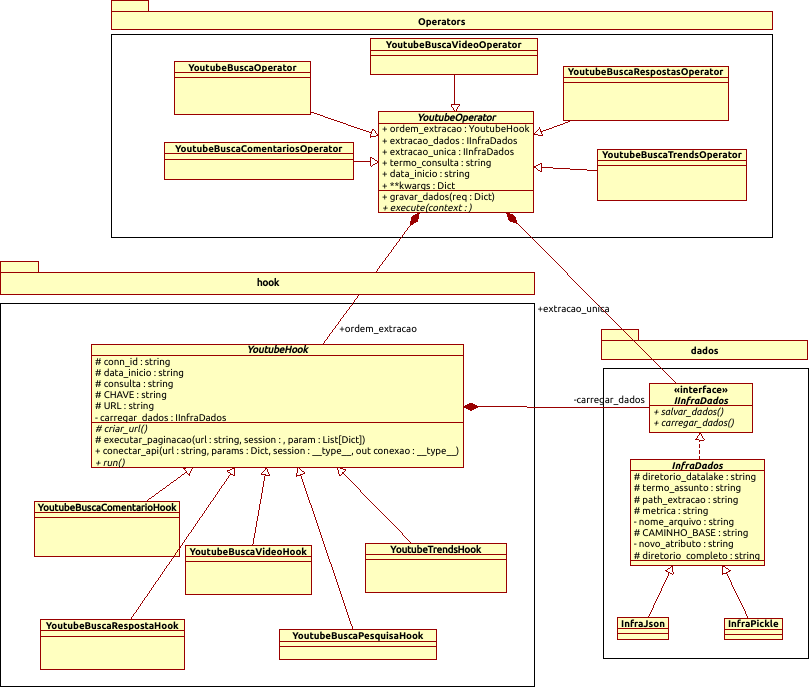 Operators
YoutubeBuscaVideoOperator
YoutubeBuscaOperator
YoutubeBuscaRespostasOperator
YoutubeOperator
+ ordem_extracao : YoutubeHook
+ extracao_dados : IInfraDados
+ extracao_unica : IInfraDados
+ termo_consulta : string
+ data_inicio : string
+ **kwargs : Dict
+ gravar_dados(req : Dict)
+ execute(context : )
YoutubeBuscaComentariosOperator
YoutubeBuscaTrendsOperator
hook
+extracao_unica
+ordem_extracao
dados
YoutubeHook
# conn_id : string
# data_inicio : string
# consulta : string
# CHAVE : string
# URL : string
- carregar_dados : IInfraDados
# criar_url()
# executar_paginacao(url : string, session : , param : List[Dict])
+ conectar_api(url : string, params : Dict, session : __type__, out conexao : __type__)
+ run()
-carregar_dados
«interface»
IInfraDados
+ salvar_dados()
+ carregar_dados()
InfraDados
# diretorio_datalake : string
# termo_assunto : string
# path_extracao : string
# metrica : string
- nome_arquivo : string
# CAMINHO_BASE : string
- novo_atributo : string
# diretorio_completo : string
YoutubeBuscaComentarioHook
YoutubeBuscaVideoHook
YoutubeTrendsHook
YoutubeBuscaRespostaHook
YoutubeBuscaPesquisaHook
InfraJson
InfraPickle